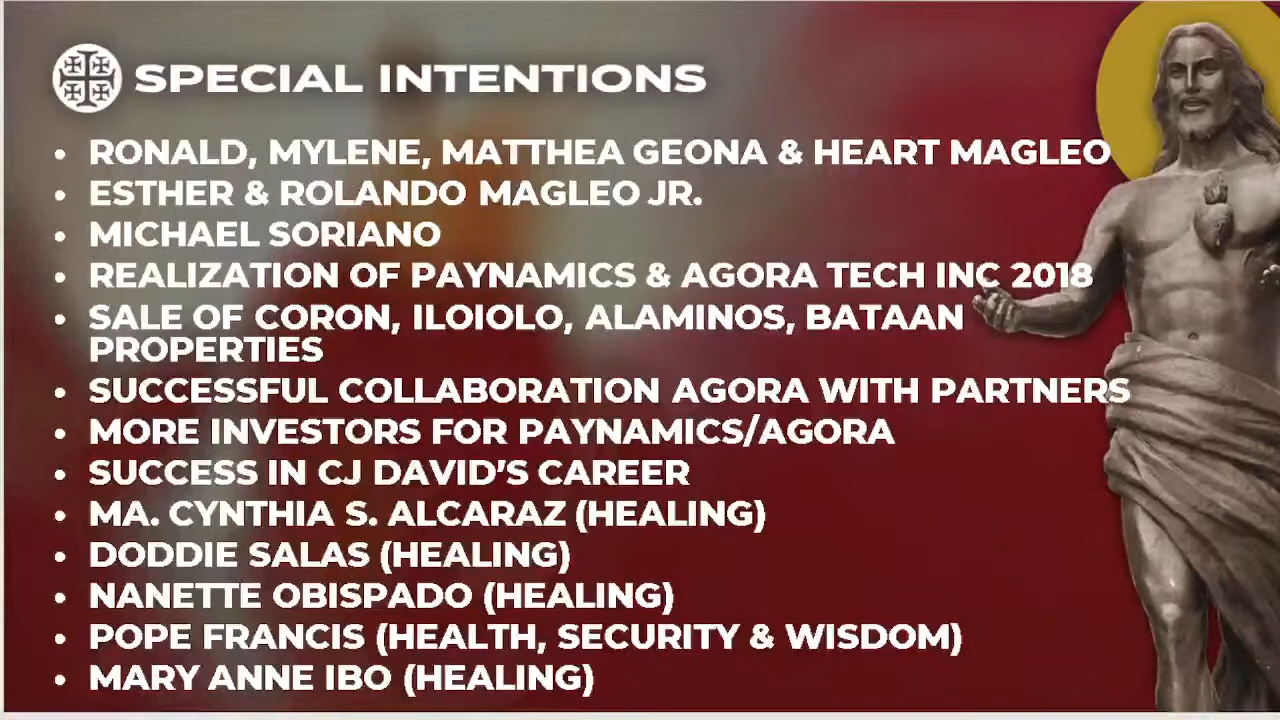 SPECIAL INTENTIONS
• RONALD, MYLENE, MATTHEA GEONA & HEART MAGLEO
• ESTHER & ROLANDO MAGLEO JR.
• MICHAEL SORIANO
• REALIZATION OF PAYNAMICS & AGORA TECH INC 2018
• SALE OF CORON, ILOIOLO, ALAMINOS, BATAAN
PROPERTIES
• SUCCESSFUL COLLABORATION AGORA WITH PARTNERS
• MORE INVESTORS FOR PAYNAMICS/AGORA
• SUCCESS IN CJ DAVID'S CAREER
• MA. CYNTHIA S. ALCARAZ (HEALING)
• DODDIE SALAS (HEALING)
• NANETTE OBISPADO (HEALING)
• POPE FRANCIS (HEALTH, SECURITY & WISDOM)
• MARY ANNE IBO (HEALING)